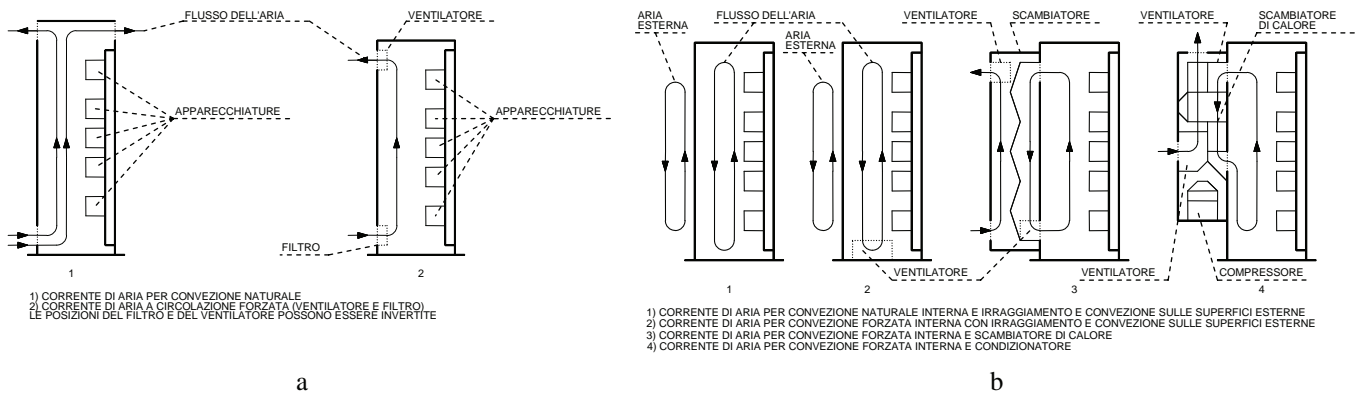 FLUSSO DELL'ARIA
VENTILATORE
APPARECCHIATURE
APPARECCHIATURE
FILTRO
1
2
1) CORRENTE DI ARIA PER CONVEZIONE NATURALE
2) CORRENTE DI ARIA A CIRCOLAZIONE FORZATA (VENTILATORE E FILTRO)
LE POSIZIONI DEL FILTRO E DEL VENTILATORE POSSONO ESSERE INVERTITE
a
ARIA
ESTERNA
FLUSSO DELL'ARIA
ARIA
ESTERNA
VENTILATORE
SCAMBIATORE
VENTILATORE
SCAMBIATORE
DI CALORE
VENTILATORE
VENTILATORE
COMPRESSORE
1
2
3
4
1) CORRENTE DI ARIA PER CONVEZIONE NATURALE INTERNA E IRRAGGIAMENTO E CONVEZIONE SULLE SUPERFICI ESTERNE
2) CORRENTE DI ARIA PER CONVEZIONE FORZATA INTERNA CON IRRAGGIAMENTO E CONVEZIONE SULLE SUPERFICI ESTERNE
3) CORRENTE DI ARIA PER CONVEZIONE FORZATA INTERNA E SCAMBIATORE DI CALORE
4) CORRENTE DI ARIA PER CONVEZIONE FORZATA INTERNA E CONDIZIONATORE
b